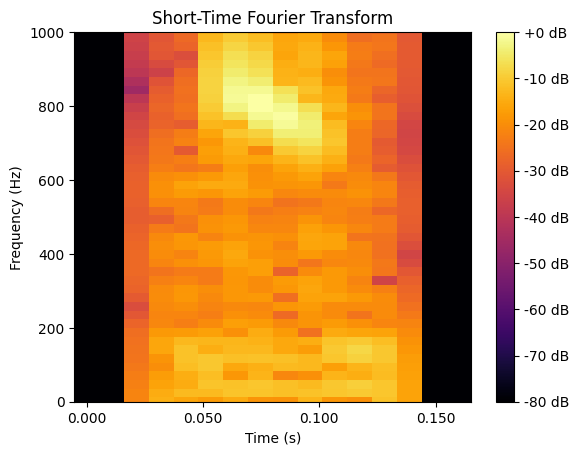 Short-Time Fourier Transform
1000
800
600
400
200
0
Frequency (Hz)
0.000
0.050
0.100
0.150
Time (s)
+0 dB
-10 dB
-20 dB
-30 dB
-40 dB
-50 dB
-60 dB
-70 dB
-80 dB